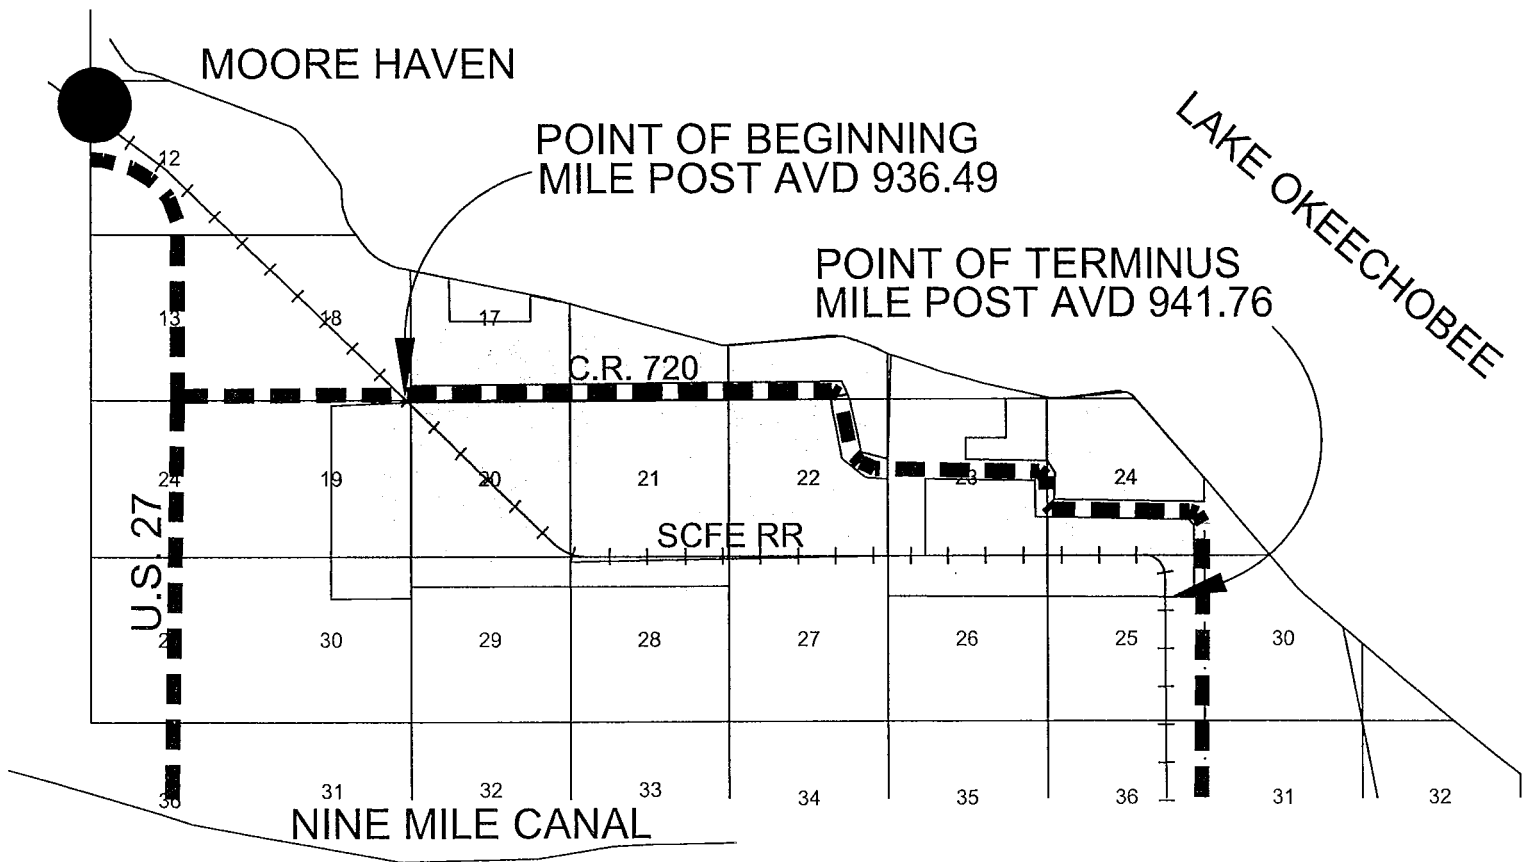 MOORE HAVEN
POINT OF BEGINNING
MILE POST AVD 936.49
LAKE OKEECHOBEE
12
POINT OF TERMINUS
MILE POST AVD 941.76
13
18
17
C.R. 720
24
19
20
21
22
23
24
U.S. 27
SCFE RR
30
29
28
27
26
25
30
36
31
32
33
34
35
36
31
32
NINE MILE CANAL